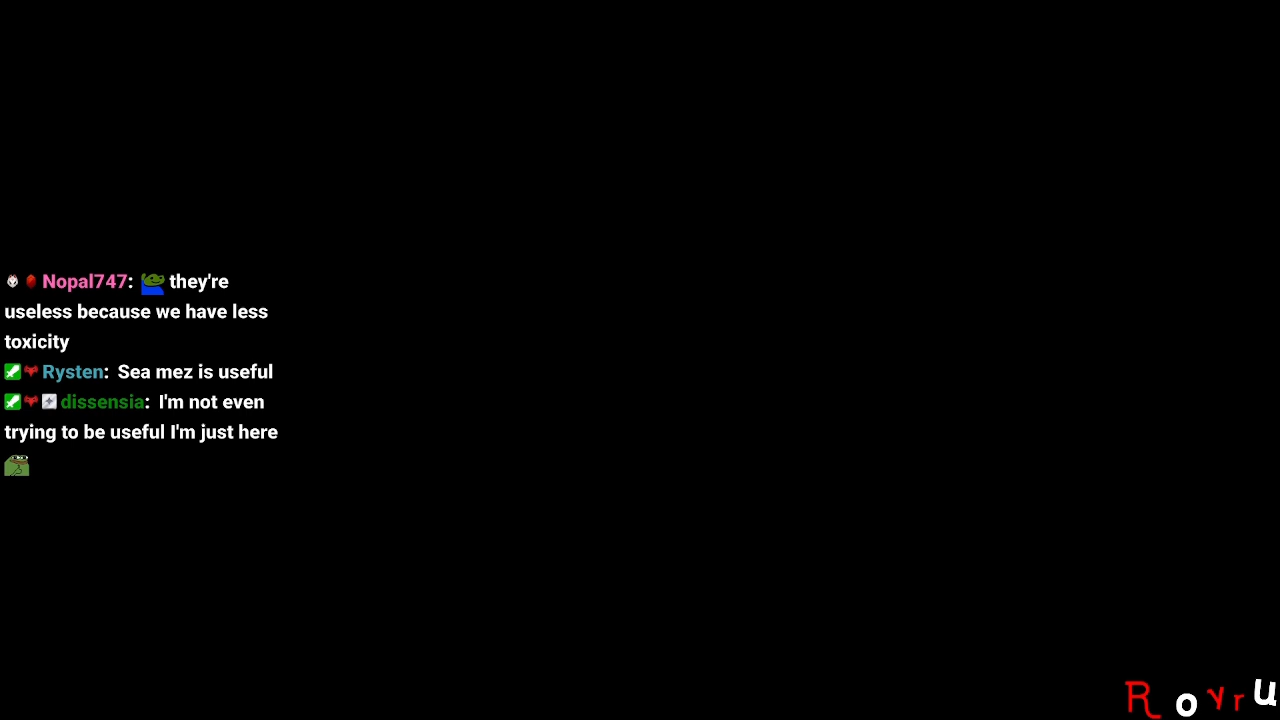 Nopal747: they're
useless because we have less
toxicity
Rysten: Sea mez is useful
dissensia: I'm not even
trying to be useful I'm just here
Royru